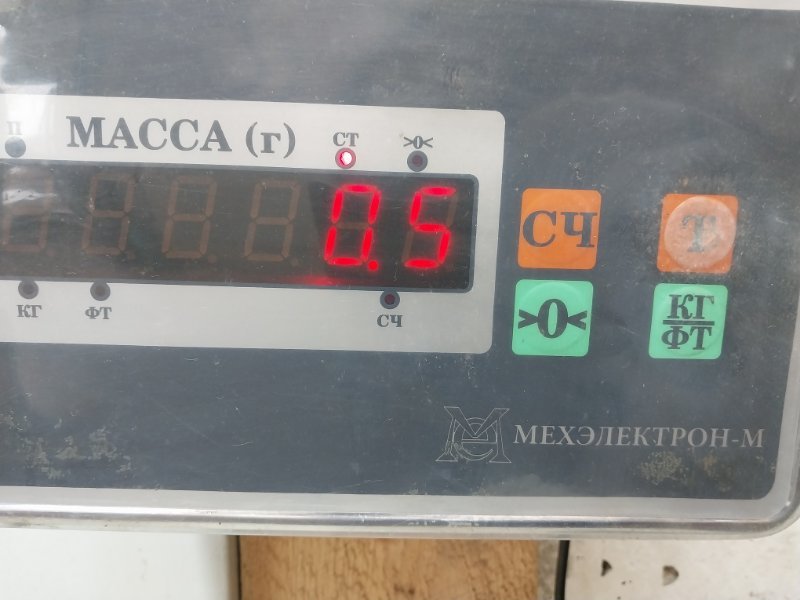 П
МАССА (г)
СТ
>0<
0.5
КГ
ФТ
СЧ
СЧ
Т
>0<
КГ
ФТ
МЕХЭЛЕКТРОН-М